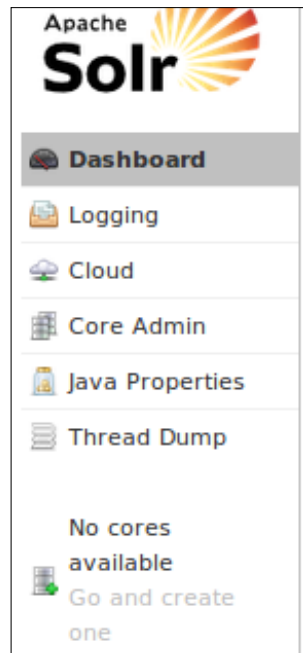 Apache
Solr
Dashboard
Logging
Cloud
Core Admin
Java Properties
Thread Dump
No cores
available
Go and create
one